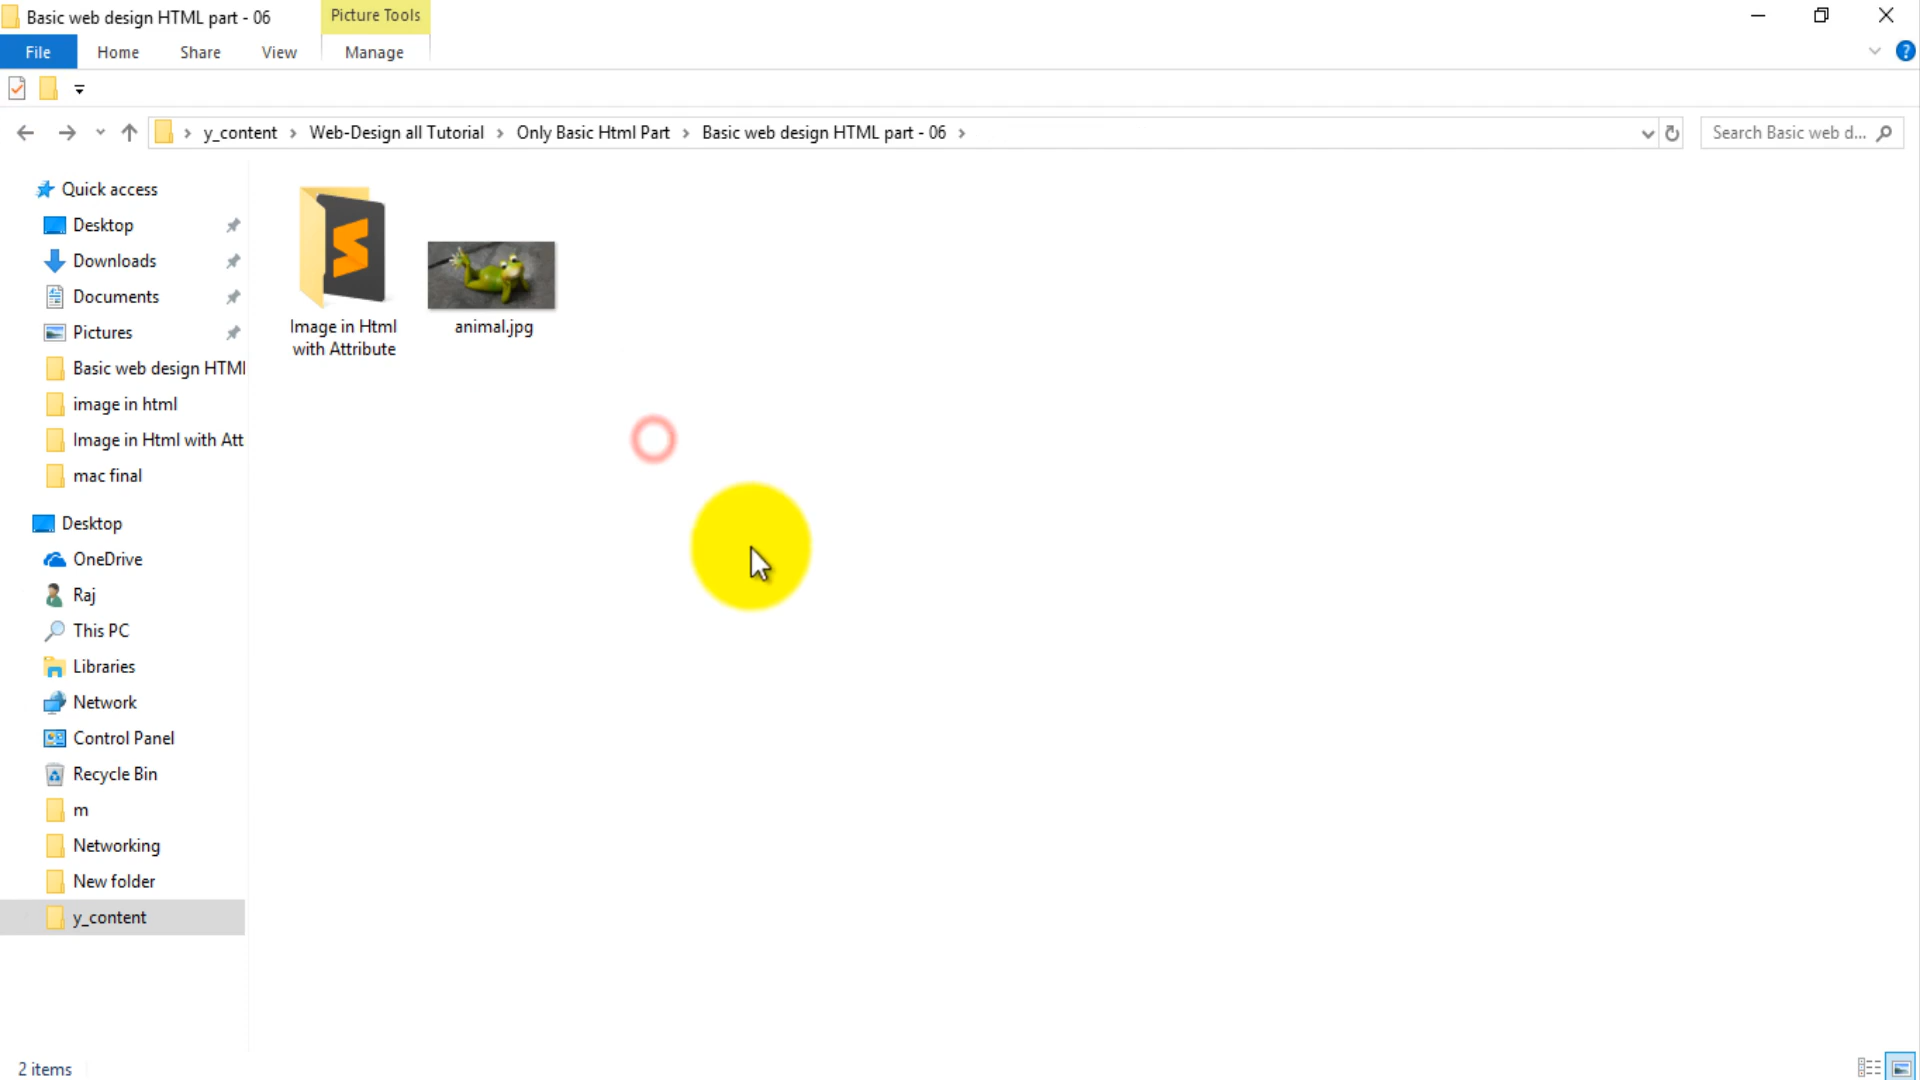 Basic web design HTML part - 06
Picture Tools
File
Home
Share
View
Manage
y_content
Web-Design all Tutorial
Only Basic Html Part
Basic web design HTML part - 06
Search Basic web d...
Quick access
Desktop
Downloads
Documents
Pictures
Basic web design HTMl
image in html
Image in Html with Att
mac final
Desktop
OneDrive
Raj
This PC
Libraries
Network
Control Panel
Recycle Bin
m
Networking
New folder
y_content
Image in Html
with Attribute
animal.jpg
2 items